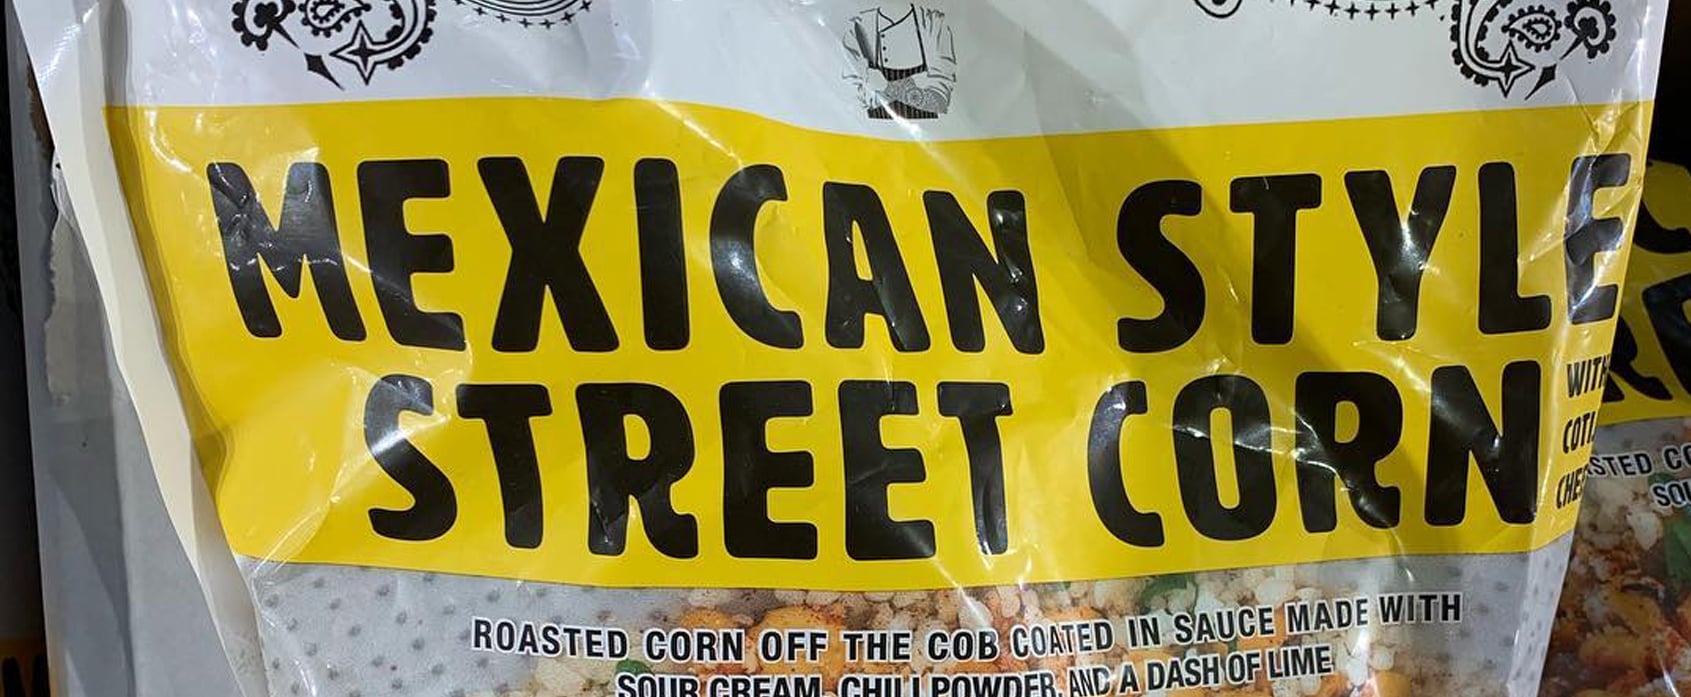 MEXICAN STYLE
STREET CORN
WITH
ROASTED CORN OFF THE COB COATED IN SAUCE MADE WITH
SOUR CREAM, CHILI POWDER, AND A DASH OF LIME